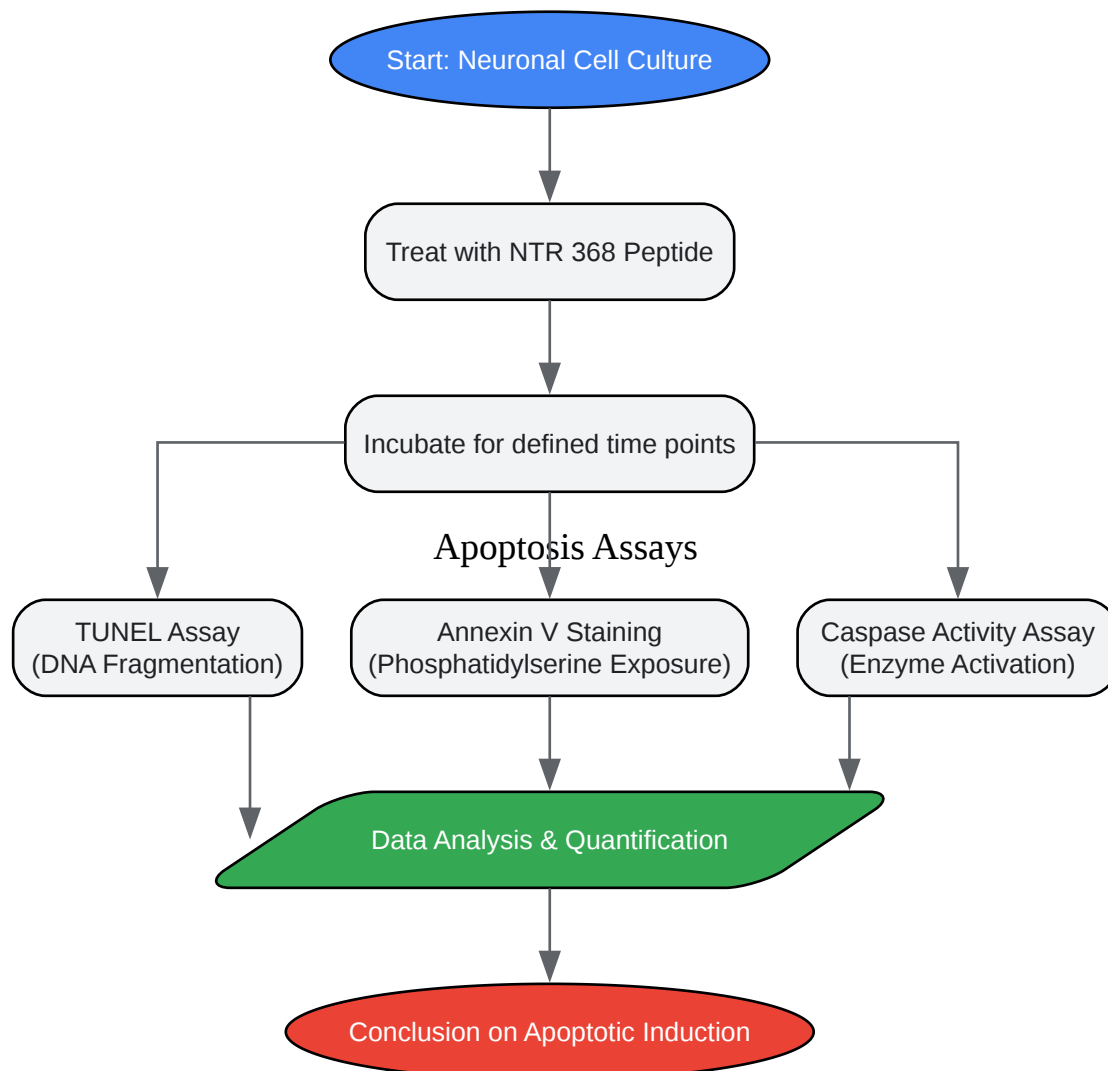 Start: Neuronal Cell Culture
Treat with NTR 368 Peptide
Incubate for defined time points
Apoptosis Assays
TUNEL Assay
(DNA Fragmentation)
Annexin V Staining
(Phosphatidylserine Exposure)
Caspase Activity Assay
(Enzyme Activation)
Data Analysis & Quantification
Conclusion on Apoptotic Induction